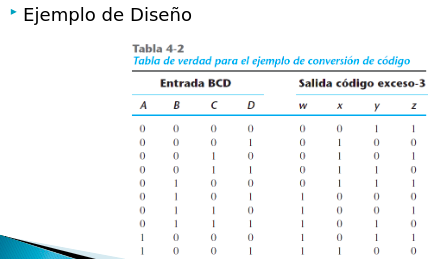 Ejemplo de Diseño
Tabla 4-2
Tabla de verdad para el ejemplo de conversión de código
Entrada BCD Salida código exceso-3
A B C D w x y z
0 0 0 0 0 0 1 1
0 0 0 1 0 1 0 0
0 0 1 0 0 1 0 1
0 0 1 1 0 1 1 0
0 1 0 0 0 1 1 1
0 1 0 1 1 0 0 0
0 1 1 0 1 0 0 1
0 1 1 1 1 0 1 0
1 0 0 0 1 0 1 1
1 0 0 1 1 1 0 0